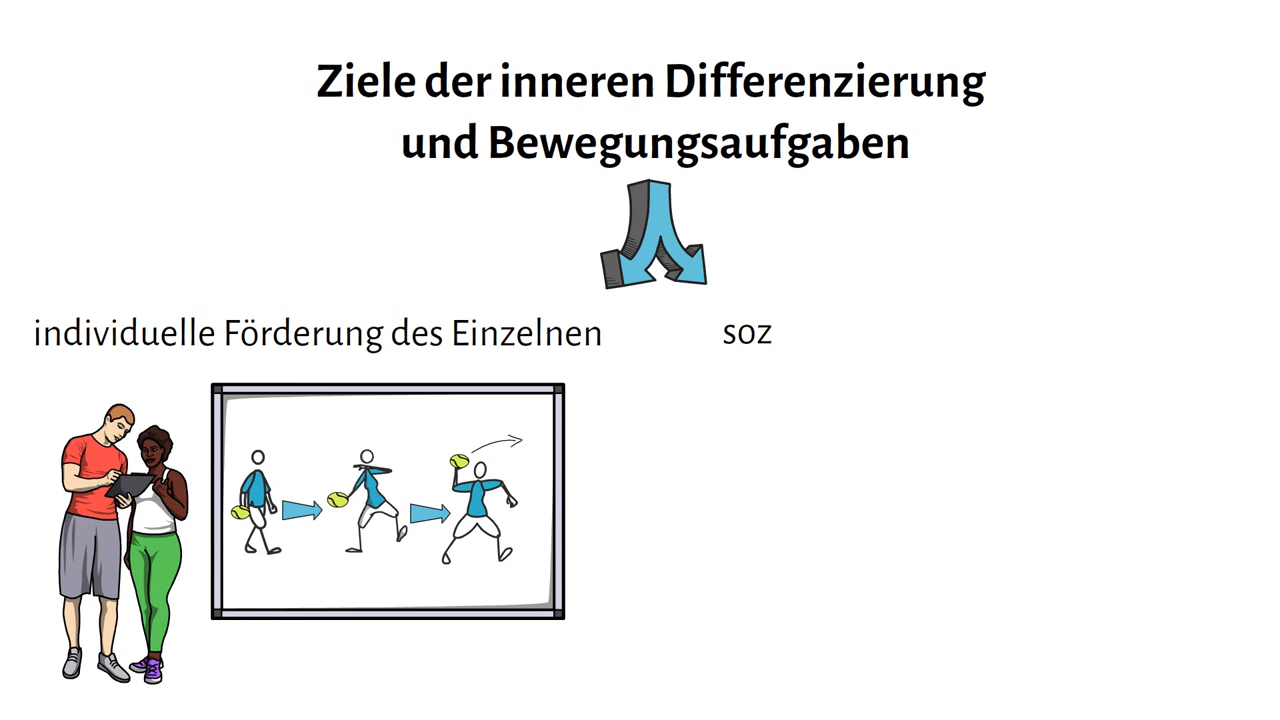 Ziele der inneren Differenzierung
und Bewegungsaufgaben
individuelle Förderung des Einzelnen
soz